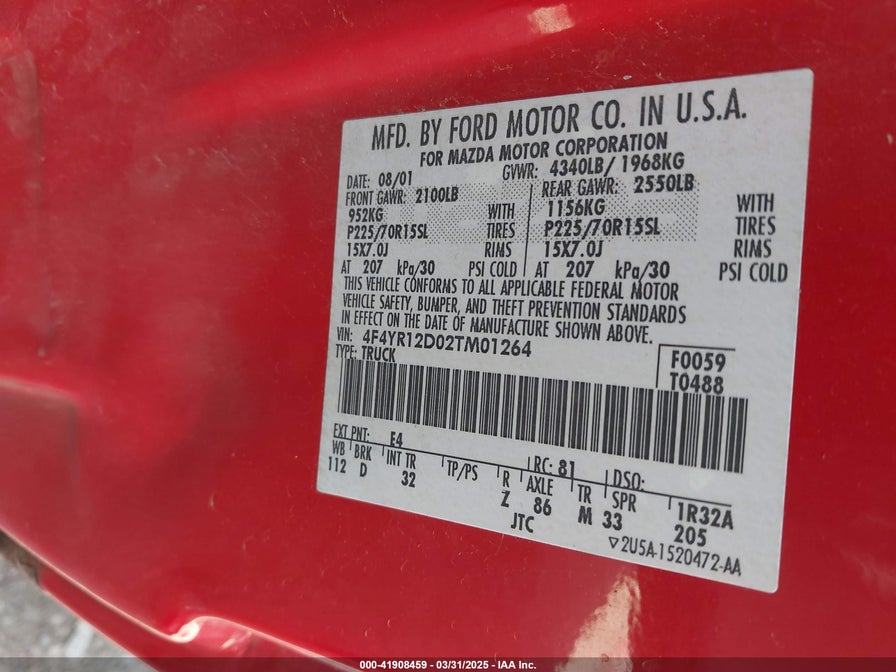 MFD. BY FORD MOTOR CO. IN U.S.A.
FOR MAZDA MOTOR CORPORATION
DATE: 08/01 GVWR: 4340LB/ 1968KG
FRONT GAWR: 2100LB REAR GAWR: 2550LB
952KG WITH 1156KG WITH
P225/70R15SL TIRES P225/70R15SL TIRES
15X7.0J RIMS 15X7.0J RIMS
AT 207 kPa/30 PSI COLD AT 207 kPa/30 PSI COLD
THIS VEHICLE CONFORMS TO ALL APPLICABLE FEDERAL MOTOR
VEHICLE SAFETY, BUMPER, AND THEFT PREVENTION STANDARDS
IN EFFECT ON THE DATE OF MANUFACTURE SHOWN ABOVE.
VIN: 4F4YR12D02TM01264
TYPE: TRUCK
F0059
T0488
EXT PNT: E4 RC: 81 DSO:
WB BRK INT TR TP/PS R AXLE TR SPR 1R32A
112 D 32 Z 86 M 33 205
JTC
▽2U5A-1520472-AA
000-41908459 - 03/31/2025 - IAA Inc.